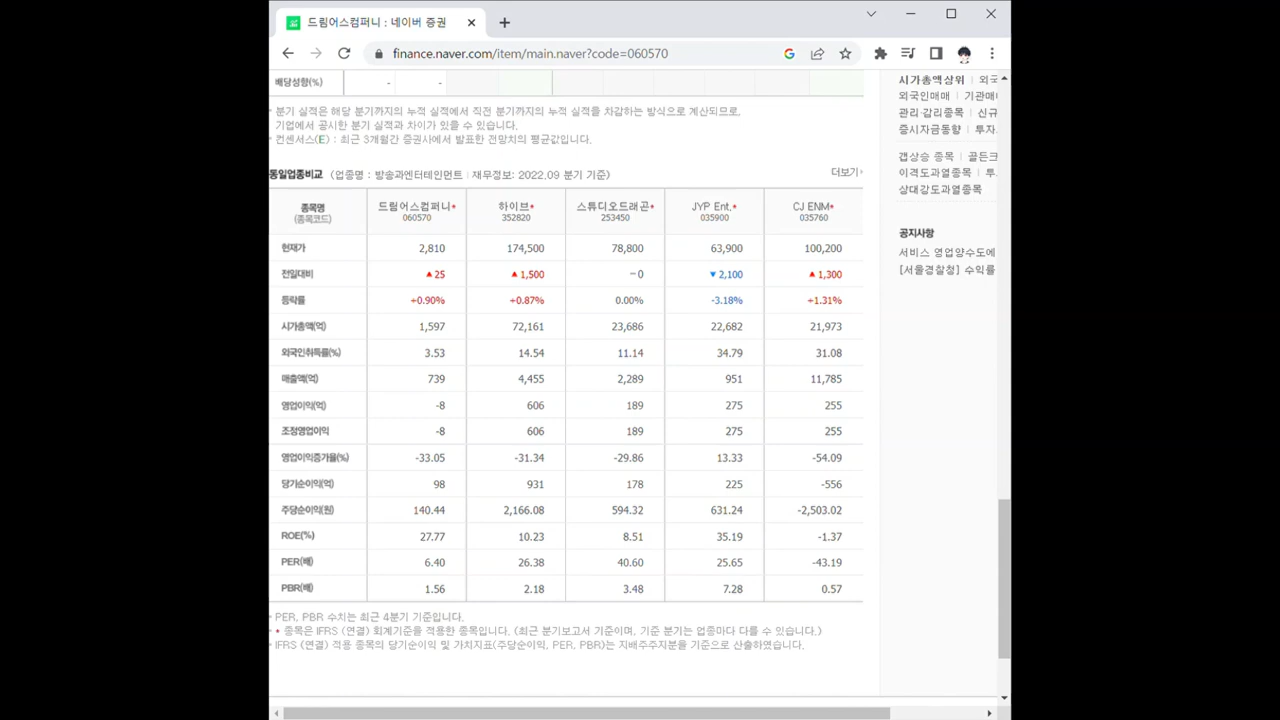 드림어스컴퍼니 : 네이버 증권
finance.naver.com/item/main.naver?code=060570
배당성향(%) - -
* 분기 실적은 해당 분기까지의 누적 실적에서 직전 분기까지의 누적 실적을 차감하는 방식으로 계산되므로,
기업에서 공시한 분기 실적과 차이가 있을 수 있습니다.
* 컨센서스(E) : 최근 3개월간 증권사에서 발표한 전망치의 평균값입니다.
동일업종비교 (업종명 : 방송과엔터테인먼트 | 재무정보: 2022.09 분기 기준) 더보기
종목명 드림어스컴퍼니* 하이브* 스튜디오드래곤* JYP Ent.* CJ ENM*
(종목코드) 060570 352820 253450 035900 035760
현재가 2,810 174,500 78,800 63,900 100,200
전일대비 ▲25 ▲1,500 -0 ▼2,100 ▲1,300
등락률 +0.90% +0.87% 0.00% -3.18% +1.31%
시가총액(억) 1,597 72,161 23,686 22,682 21,973
외국인취득률(%) 3.53 14.54 11.14 34.79 31.08
매출액(억) 739 4,455 2,289 951 11,785
영업이익(억) -8 606 189 275 255
조정영업이익 -8 606 189 275 255
영업이익증가율(%) -33.05 -31.34 -29.86 13.33 -54.09
당기순이익(억) 98 931 178 225 -556
주당순이익(원) 140.44 2,166.08 594.32 631.24 -2,503.02
ROE(%) 27.77 10.23 8.51 35.19 -1.37
PER(배) 6.40 26.38 40.60 25.65 -43.19
PBR(배) 1.56 2.18 3.48 7.28 0.57
* PER, PBR 수치는 최근 4분기 기준입니다.
* * 종목은 IFRS (연결) 회계기준을 적용한 종목입니다. (최근 분기보고서 기준이며, 기준 분기는 업종마다 다를 수 있습니다.)
* IFRS (연결) 적용 종목의 당기순이익 및 가치지표(주당순이익, PER, PBR)는 지배주주지분을 기준으로 산출하였습니다.
시가총액상위 | 외국
외국인매매 | 기관매
관리·감리종목 | 신규
증시자금동향 | 투자
갭상승 종목 | 골든크
이격도과열종목 | 투
상대강도과열종목
공지사항
서비스 영업양수도에
[서울경찰청] 수익률